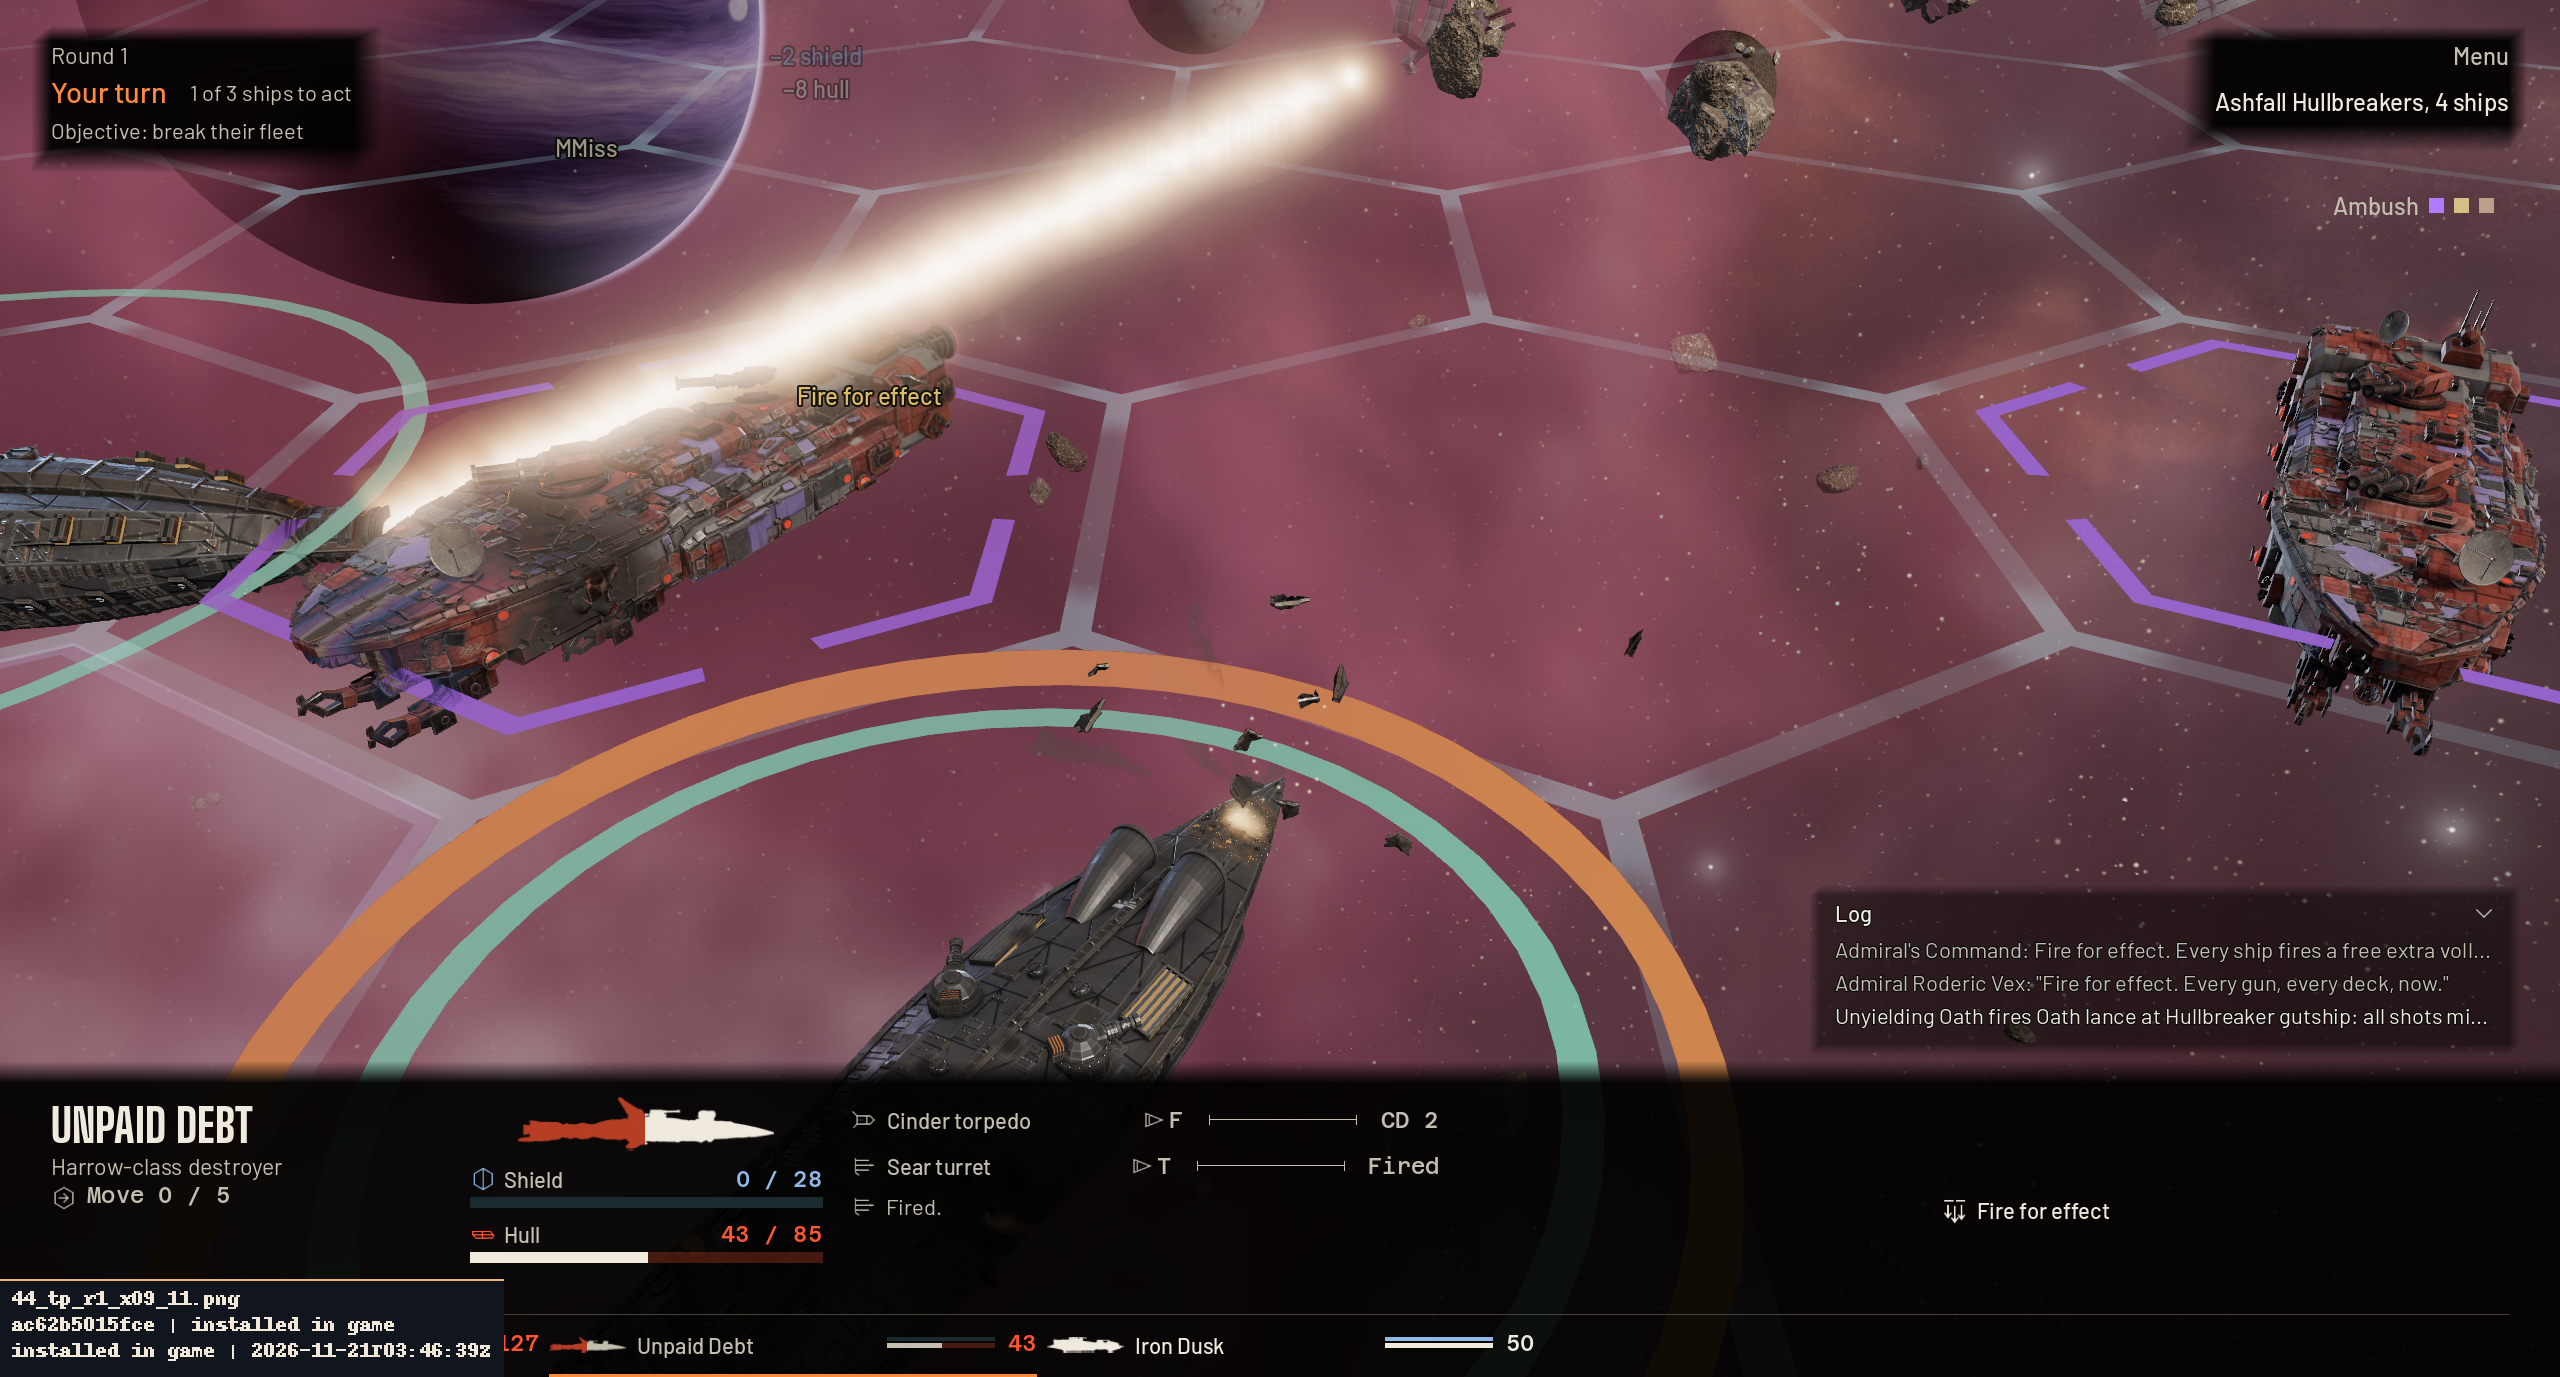 Round 1
Your turn 1 of 3 ships to act
Objective: break their fleet
-2 shield
-8 hull
MMiss
Menu
Ashfall Hullbreakers, 4 ships
Ambush
Fire for effect
Log
Admiral's Command: Fire for effect. Every ship fires a free extra voll...
Admiral Roderic Vex: "Fire for effect. Every gun, every deck, now."
Unyielding Oath fires Oath lance at Hullbreaker gutship: all shots mi...
UNPAID DEBT
Harrow-class destroyer
Move 0 / 5
Shield 0 / 28
Hull 43 / 85
Cinder torpedo F CD 2
Sear turret T Fired
Fired.
Fire for effect
44_tp_r1_x09_11.png
ac62b5015fce | installed in game
installed in game | 2026-11-21T03:46:39Z
127 Unpaid Debt 43 Iron Dusk 50